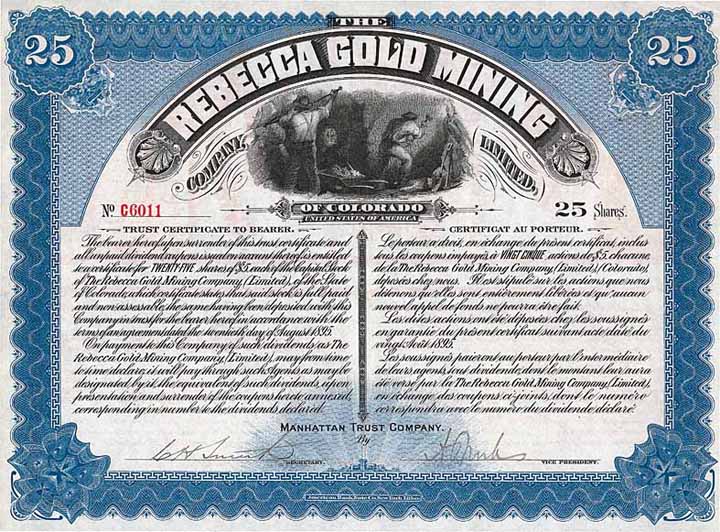 THE
25
25
REBECCA GOLD MINING
COMPANY, LIMITED,
OF COLORADO
UNITED STATES OF AMERICA
No G6011
25 Shares.
TRUST CERTIFICATE TO BEARER.
The bearer hereof upon surrender of this trust certificate and
all unpaid dividend coupons issued on account thereof is entitled
to a certificate for TWENTY-FIVE shares of $5. each of the Capital Stock
of The Rebecca Gold Mining Company (Limited), of the State
of Colorado, which certificate states that said stock is full paid
and non-assessable, the same having been deposited with this
Company in trust for the bearer hereof in accordance with the
terms of an agreement dated the twentieth day of August 1895.
On payment to this Company of such dividends as The
Rebecca Gold Mining Company (Limited) may from time
to time declare, it will pay through such Agents as may be
designated by it the equivalent of such dividends, upon
presentation and surrender of the coupons hereto annexed,
corresponding in number to the dividends declared.
CERTIFICAT AU PORTEUR.
Le porteur a droit, en échange du présent certificat, inclus
tous les coupons impayés, à VINGT CINQUE actions de $5. chacune,
de la The Rebecca Gold Mining Company (Limited) (Colorado),
déposées chez nous. Il est stipulé sur les actions que nous
détenons qu'elles sont entièrement libérées et qu'aucun
nouvel appel de fonds ne pourra être fait.
Les dites actions ont été déposées chez les soussignés
en garantie du présent certificat suivant acte daté du
vingt Août 1895.
Les soussignés paieront au porteur par l'intermédiaire
de leurs agents, tout dividende, dont le montant leur aura
été versé par la The Rebecca Gold Mining Company (Limited),
en échange des coupons ci-joints, dont le numéro
correspondra avec le numéro du dividende déclaré.
MANHATTAN TRUST COMPANY.
By
SECRETARY.
VICE PRESIDENT.
25
25
American Bank Note Co. New York.